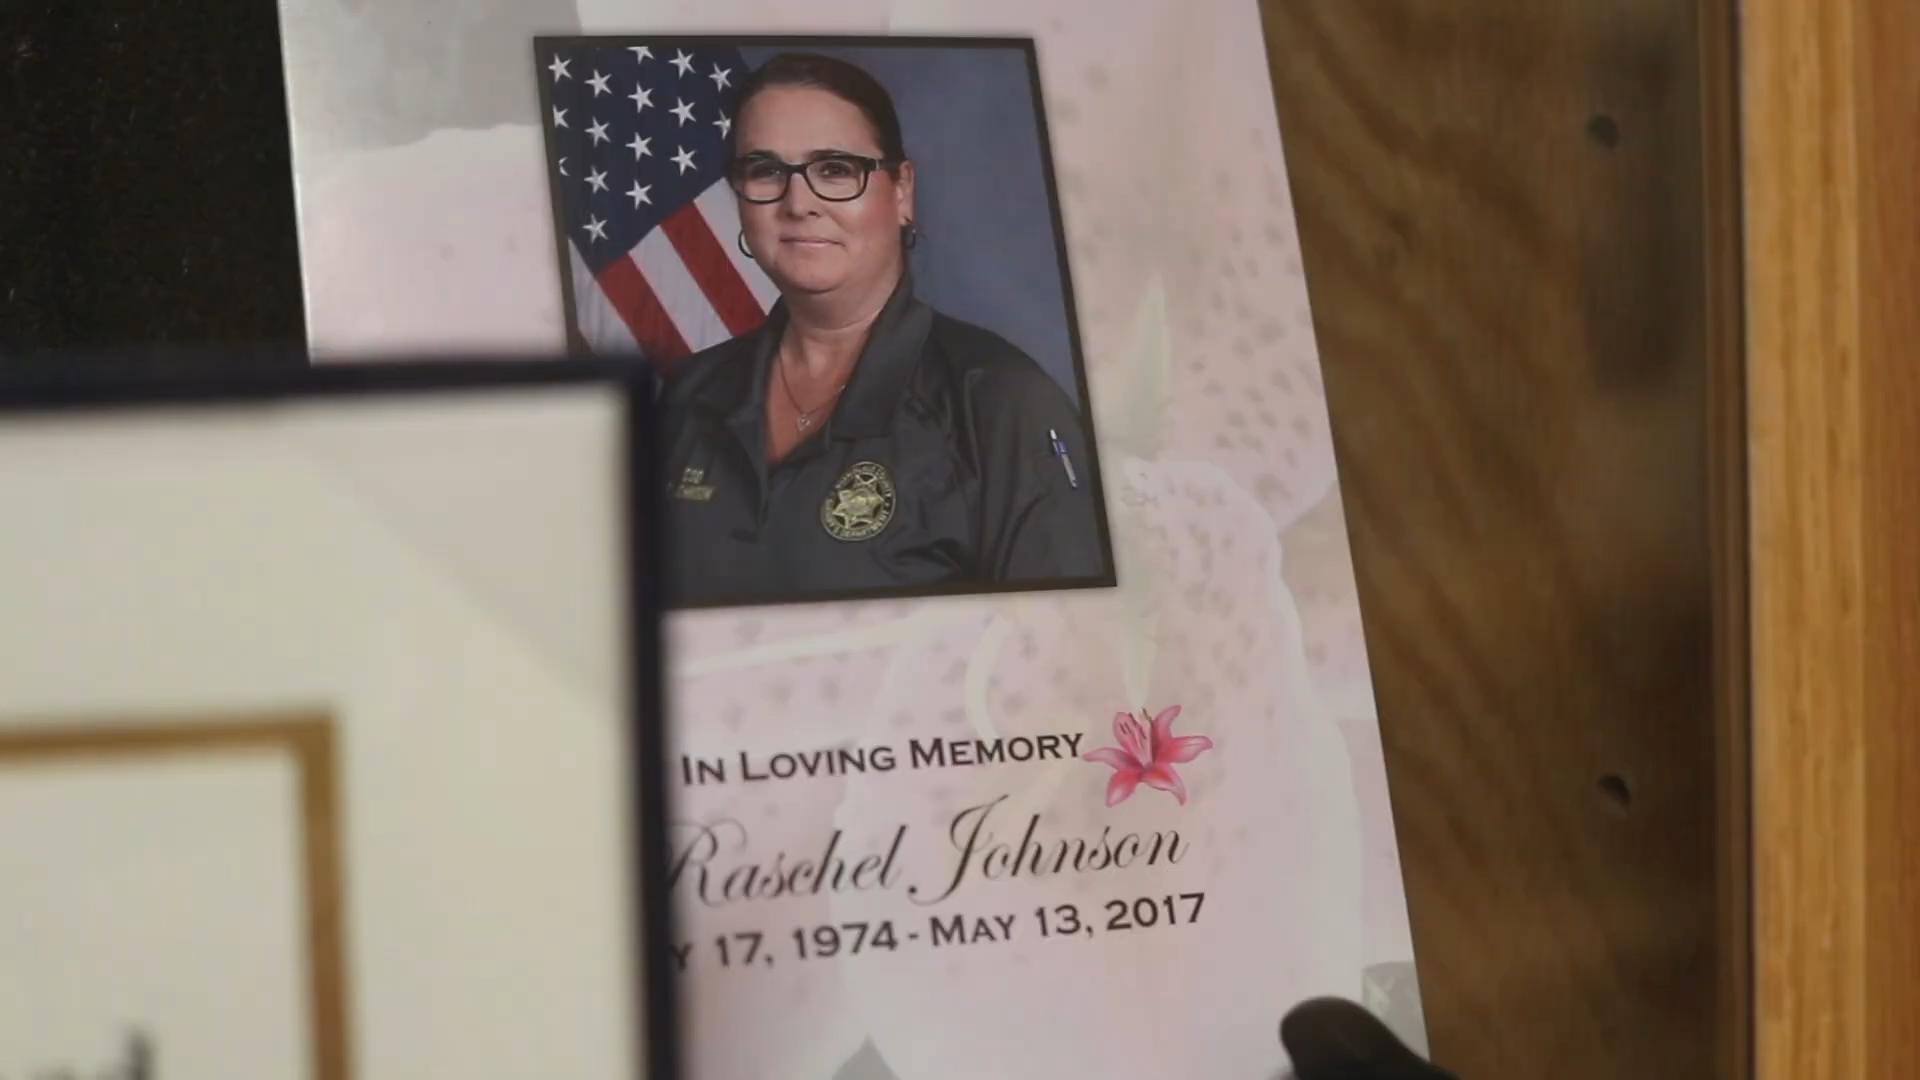 In Loving Memory
Raschel Johnson
y 17, 1974 - May 13, 2017